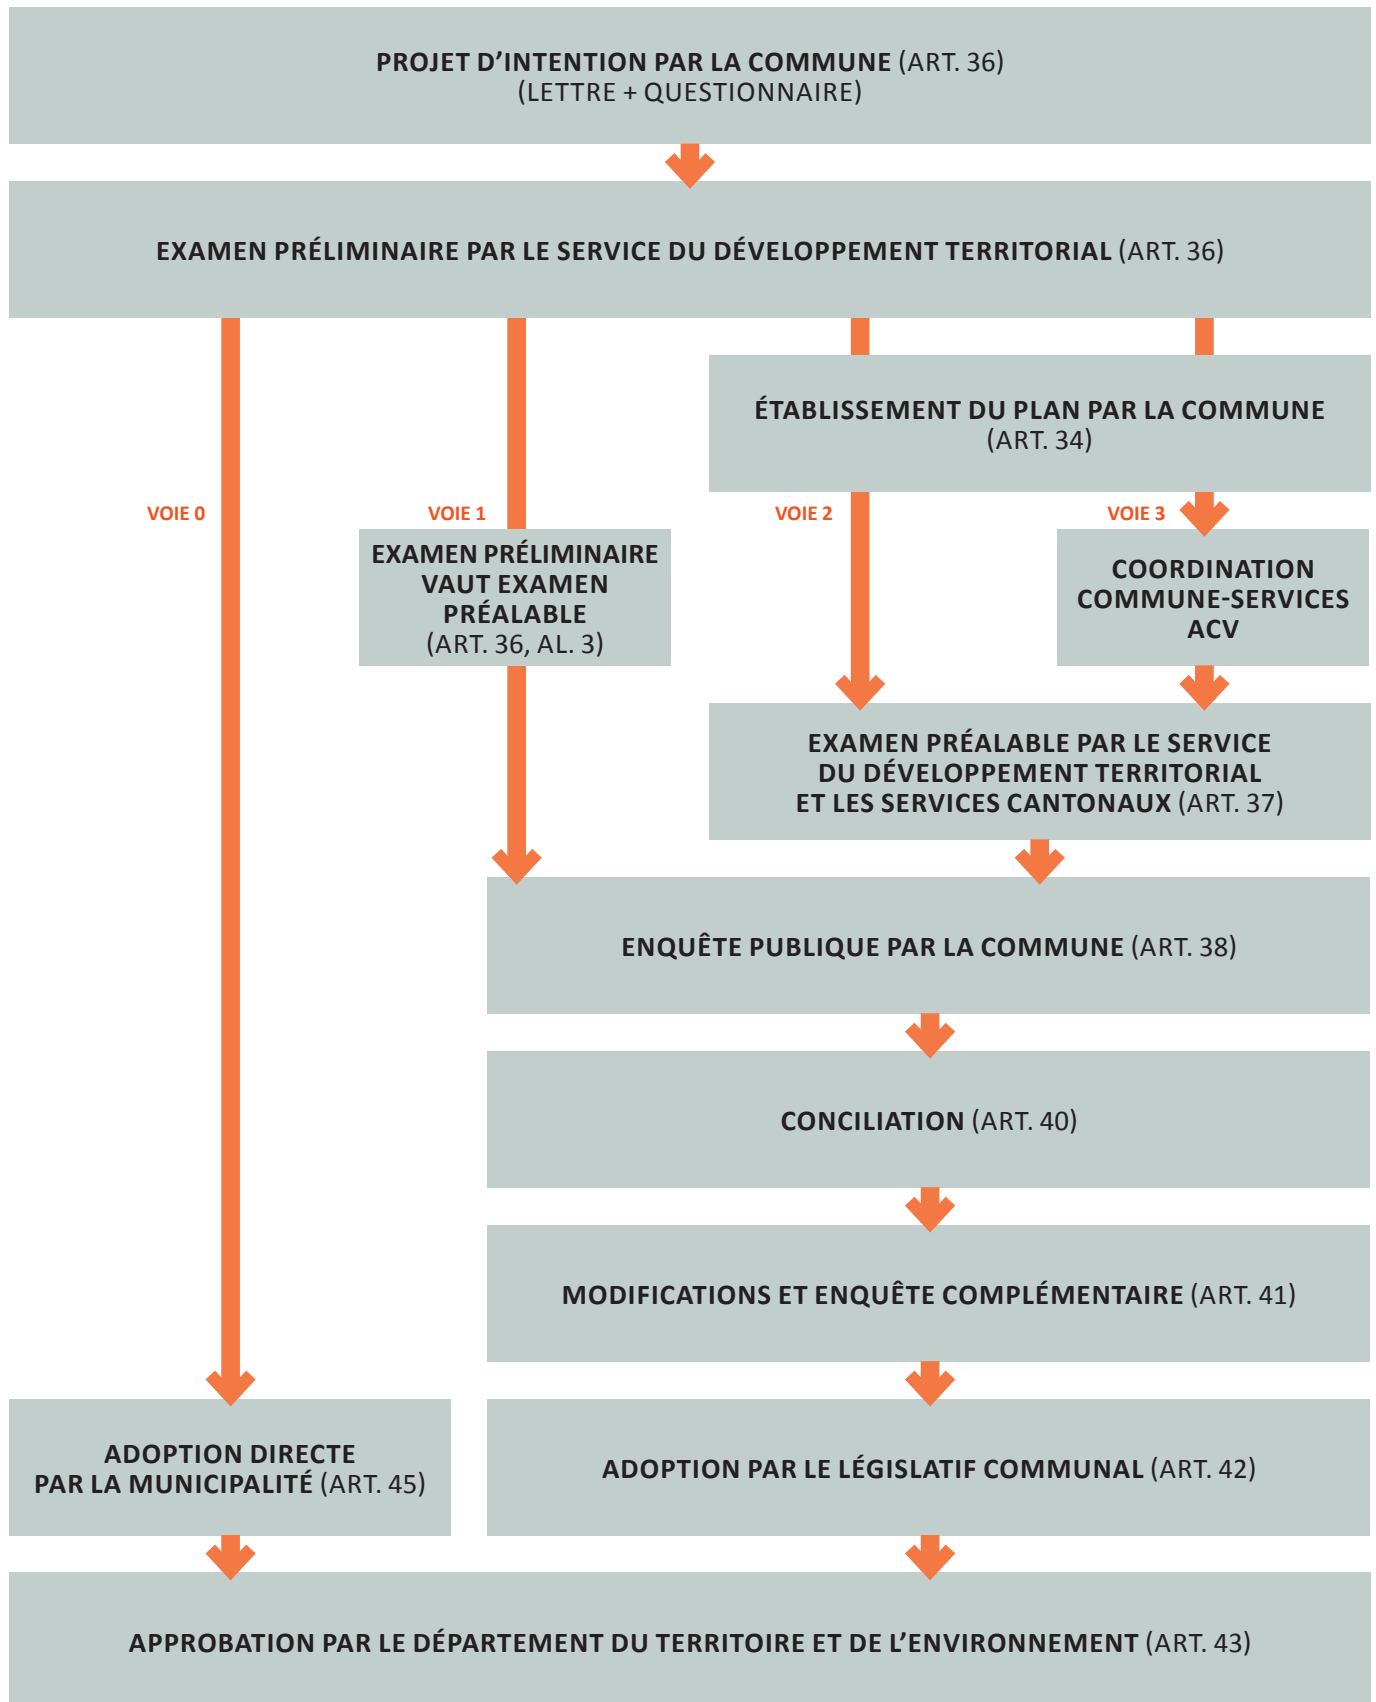 PROJET D’INTENTION PAR LA COMMUNE (ART. 36)
(LETTRE + QUESTIONNAIRE)
EXAMEN PRÉLIMINAIRE PAR LE SERVICE DU DÉVELOPPEMENT TERRITORIAL (ART. 36)
ÉTABLISSEMENT DU PLAN PAR LA COMMUNE
(ART. 34)
VOIE 0
VOIE 1
VOIE 2
VOIE 3
EXAMEN PRÉLIMINAIRE
VAUT EXAMEN
PRÉALABLE
(ART. 36, AL. 3)
COORDINATION
COMMUNE-SERVICES
ACV
EXAMEN PRÉALABLE PAR LE SERVICE
DU DÉVELOPPEMENT TERRITORIAL
ET LES SERVICES CANTONAUX (ART. 37)
ENQUÊTE PUBLIQUE PAR LA COMMUNE (ART. 38)
CONCILIATION (ART. 40)
MODIFICATIONS ET ENQUÊTE COMPLÉMENTAIRE (ART. 41)
ADOPTION DIRECTE
PAR LA MUNICIPALITÉ (ART. 45)
ADOPTION PAR LE LÉGISLATIF COMMUNAL (ART. 42)
APPROBATION PAR LE DÉPARTEMENT DU TERRITOIRE ET DE L’ENVIRONNEMENT (ART. 43)